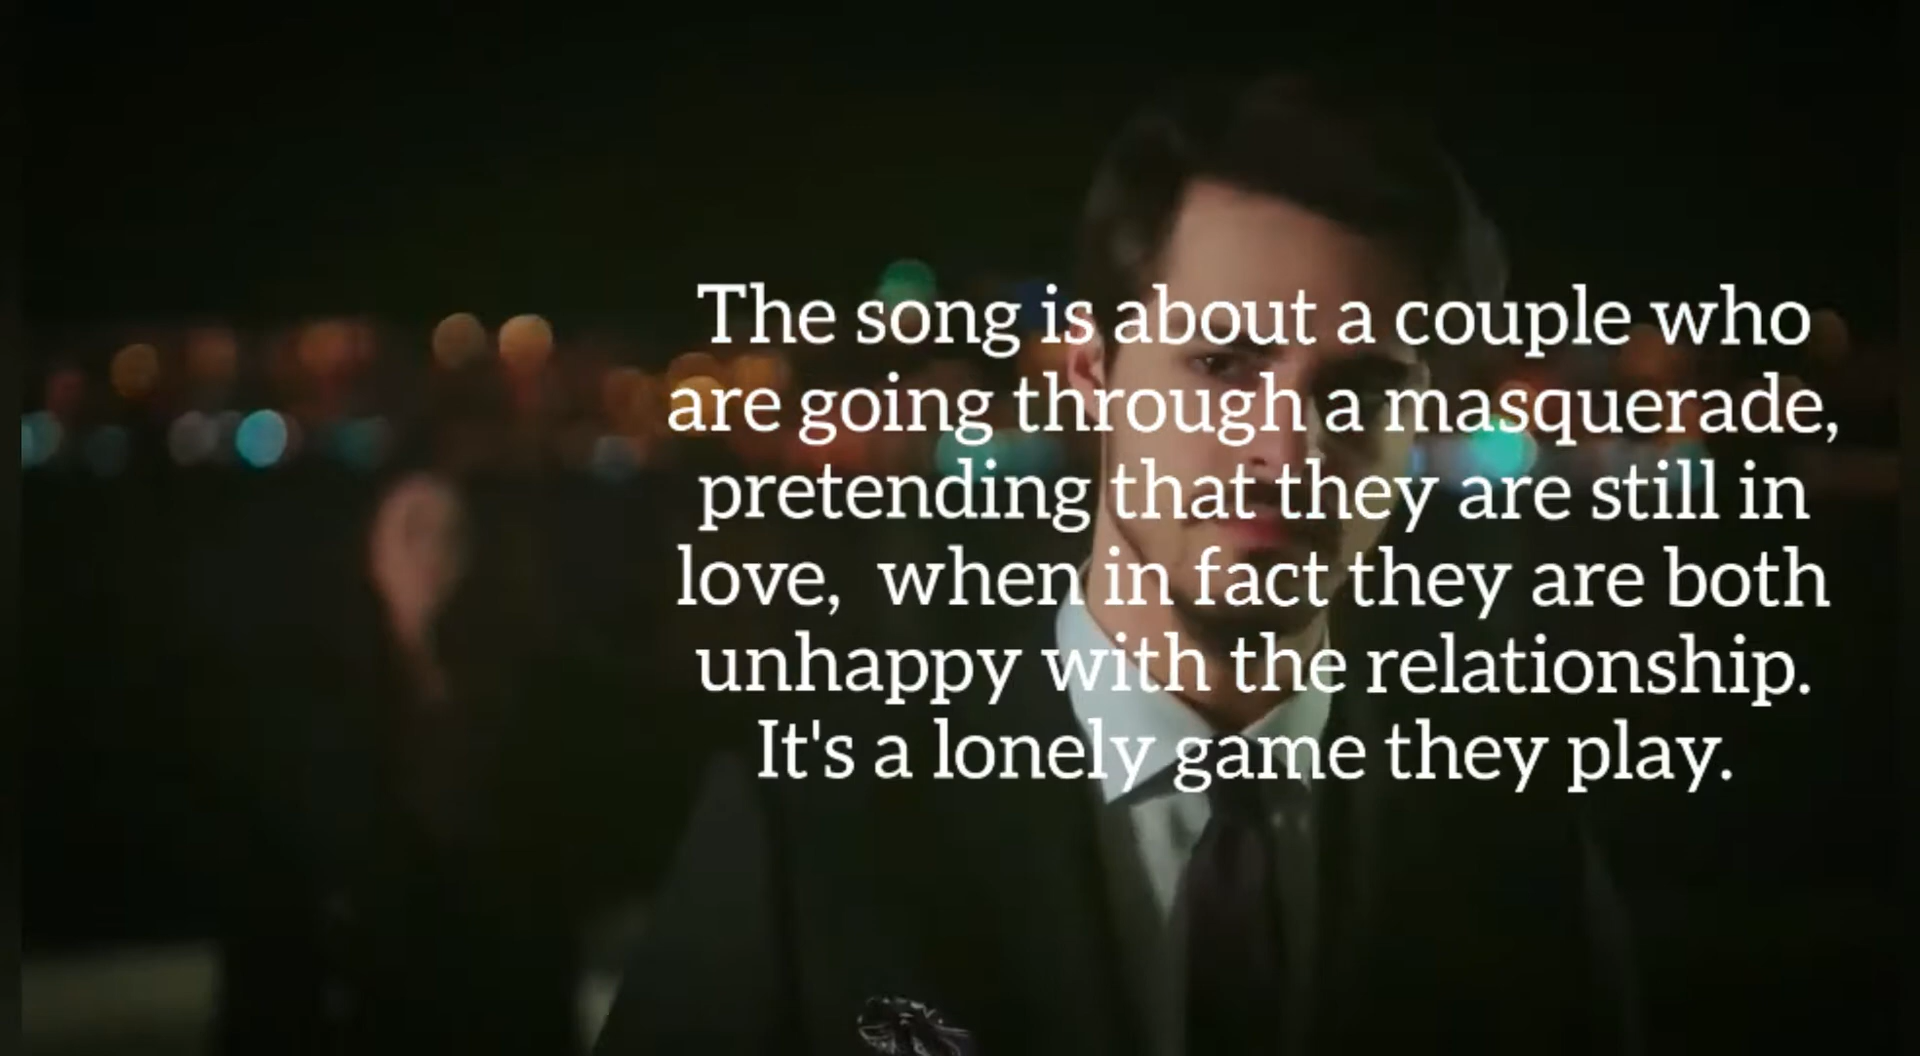 The song is about a couple who
are going through a masquerade,
pretending that they are still in
love,  when in fact they are both
unhappy with the relationship.
It's a lonely game they play.